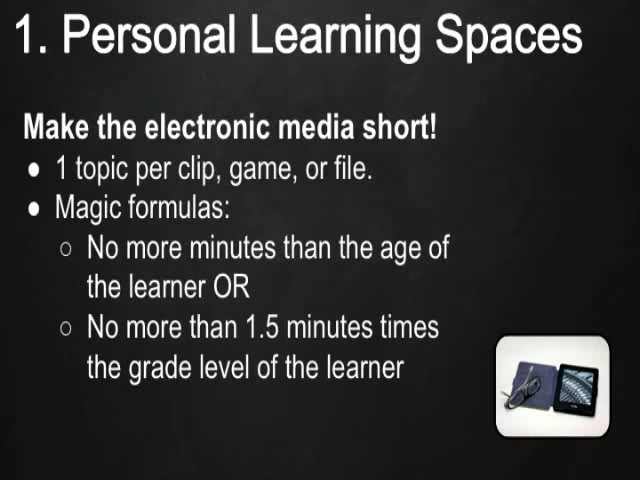 1. Personal Learning Spaces
Make the electronic media short!
● 1 topic per clip, game, or file.
● Magic formulas:
○ No more minutes than the age of
the learner OR
○ No more than 1.5 minutes times
the grade level of the learner